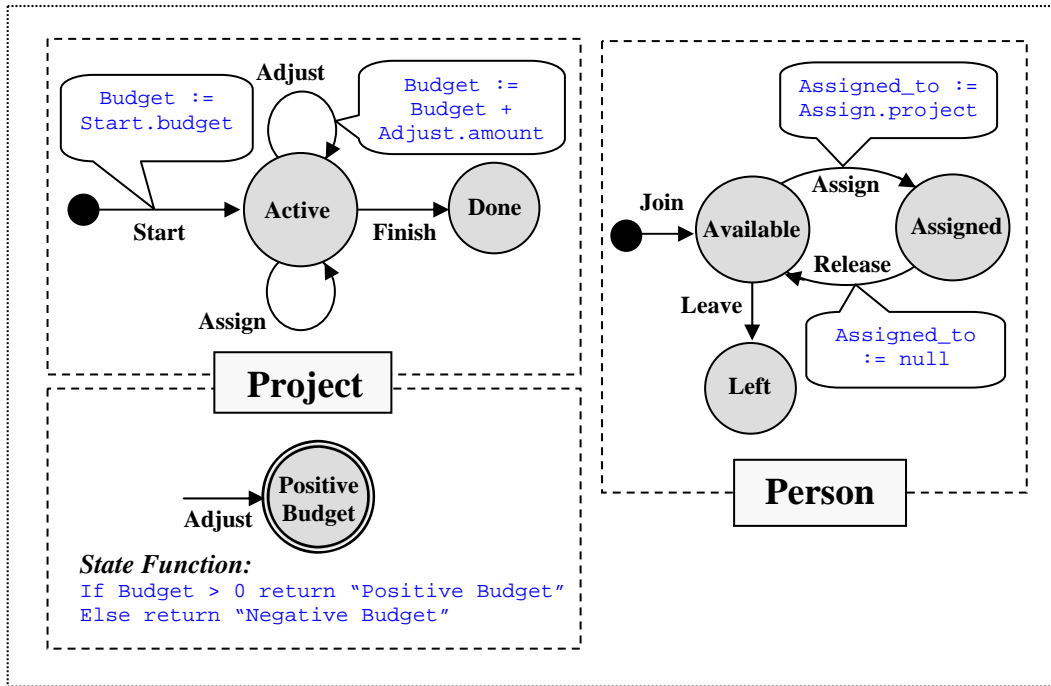 Adjust
Budget :=
Start.budget
Budget :=
Budget +
Adjust.amount
Active
Done
Start
Finish
Assign
Project
Positive
Budget
Adjust
State Function:
If Budget > 0 return “Positive Budget”
Else return “Negative Budget”
Assigned_to :=
Assign.project
Join
Assign
Available
Assigned
Release
Leave
Assigned_to
:= null
Left
Person